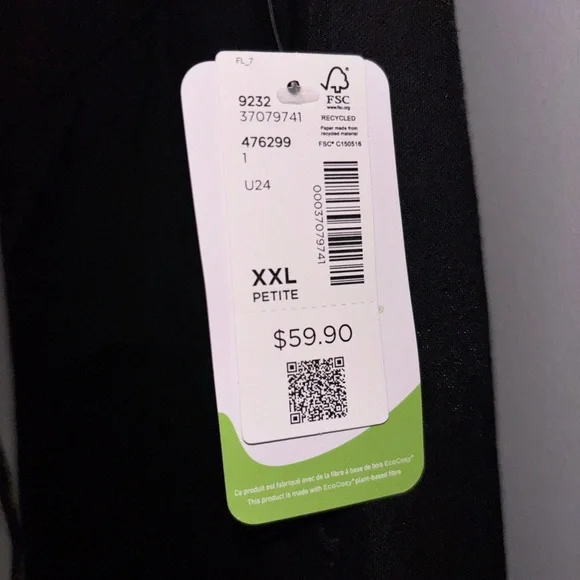 FL_7
9232
37079741
476299
1
U24
FSC
www.fsc.org
RECYCLED
Paper made from
recycled material
FSC® C150516
00037079741
XXL
PETITE
$59.90
®
Ce produit est fabriqué avec de la fibre à base de bois EcoCosy®
This product is made with EcoCosy® plant-based fibre